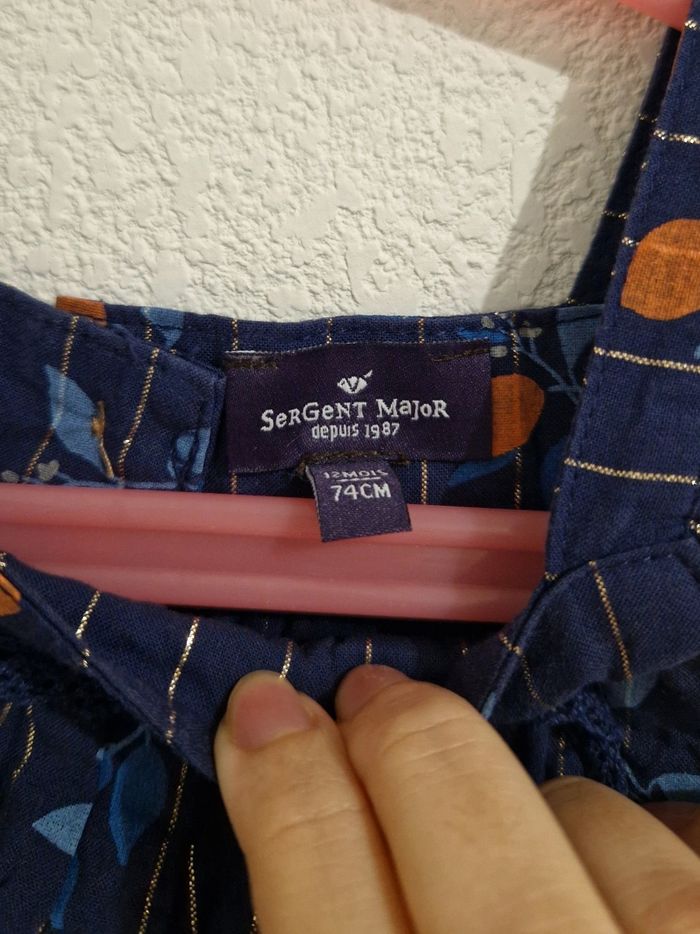 SeRGeNT MaJoR
depuis 1987
12MOIS
74CM